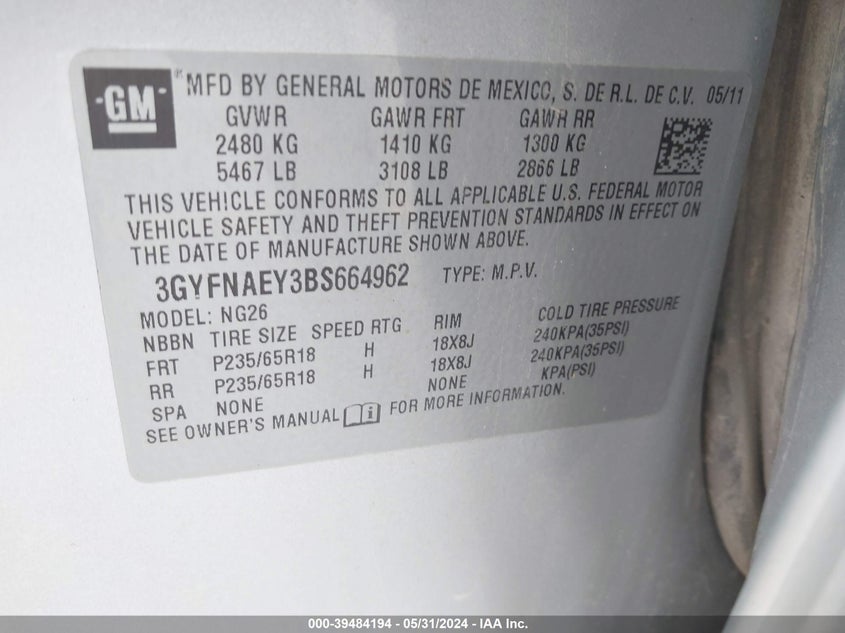 GM ® MFD BY GENERAL MOTORS DE MEXICO, S. DE R.L. DE C.V. 05/11
GVWR GAWR FRT GAWR RR
2480 KG 1410 KG 1300 KG
5467 LB 3108 LB 2866 LB
THIS VEHICLE CONFORMS TO ALL APPLICABLE U.S. FEDERAL MOTOR
VEHICLE SAFETY AND THEFT PREVENTION STANDARDS IN EFFECT ON
THE DATE OF MANUFACTURE SHOWN ABOVE.
3GYFNAEY3BS664962 TYPE: M.P.V.
MODEL: NG26
NBBN TIRE SIZE SPEED RTG RIM COLD TIRE PRESSURE
FRT P235/65R18 H 18X8J 240KPA(35PSI)
RR P235/65R18 H 18X8J 240KPA(35PSI)
SPA NONE NONE KPA(PSI)
SEE OWNER'S MANUAL i FOR MORE INFORMATION.
000-39484194 - 05/31/2024 - IAA Inc.